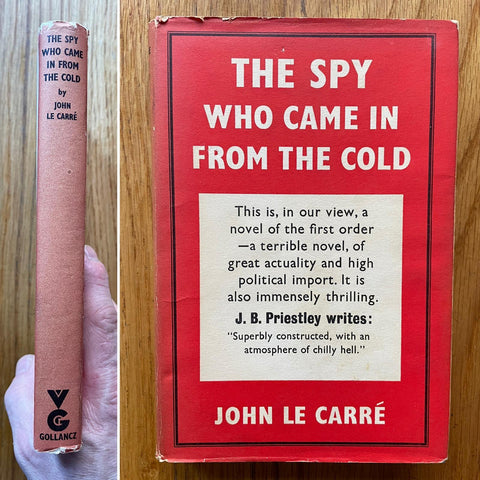 THE SPY
WHO CAME
IN FROM
THE COLD
by
JOHN
LE CARRÉ
VG
GOLLANCZ
THE SPY
WHO CAME IN
FROM THE COLD
This is, in our view, a
novel of the first order
—a terrible novel, of
great actuality and high
political import. It is
also immensely thrilling.
J. B. Priestley writes:
"Superbly constructed, with an
atmosphere of chilly hell."
JOHN LE CARRÉ